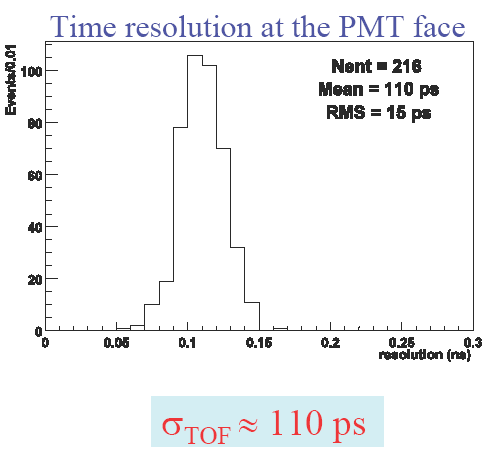 Time resolution at the PMT face
Events/0.01
Nent = 216
Mean = 110 ps
RMS = 15 ps
100
80
60
40
20
0
0 0.05 0.1 0.15 0.2 0.25 0.3
resolution (ns)
σTOF ≈ 110 ps